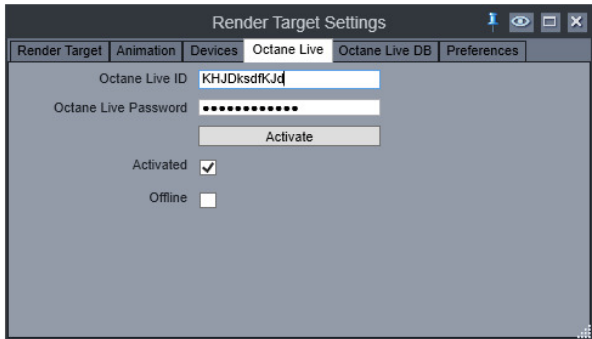 Render Target Settings
Render Target Animation Devices Octane Live Octane Live DB Preferences
Octane Live ID KHJDksdfKJd
Octane Live Password ●●●●●●●●●●●●
Activate
Activated
Offline